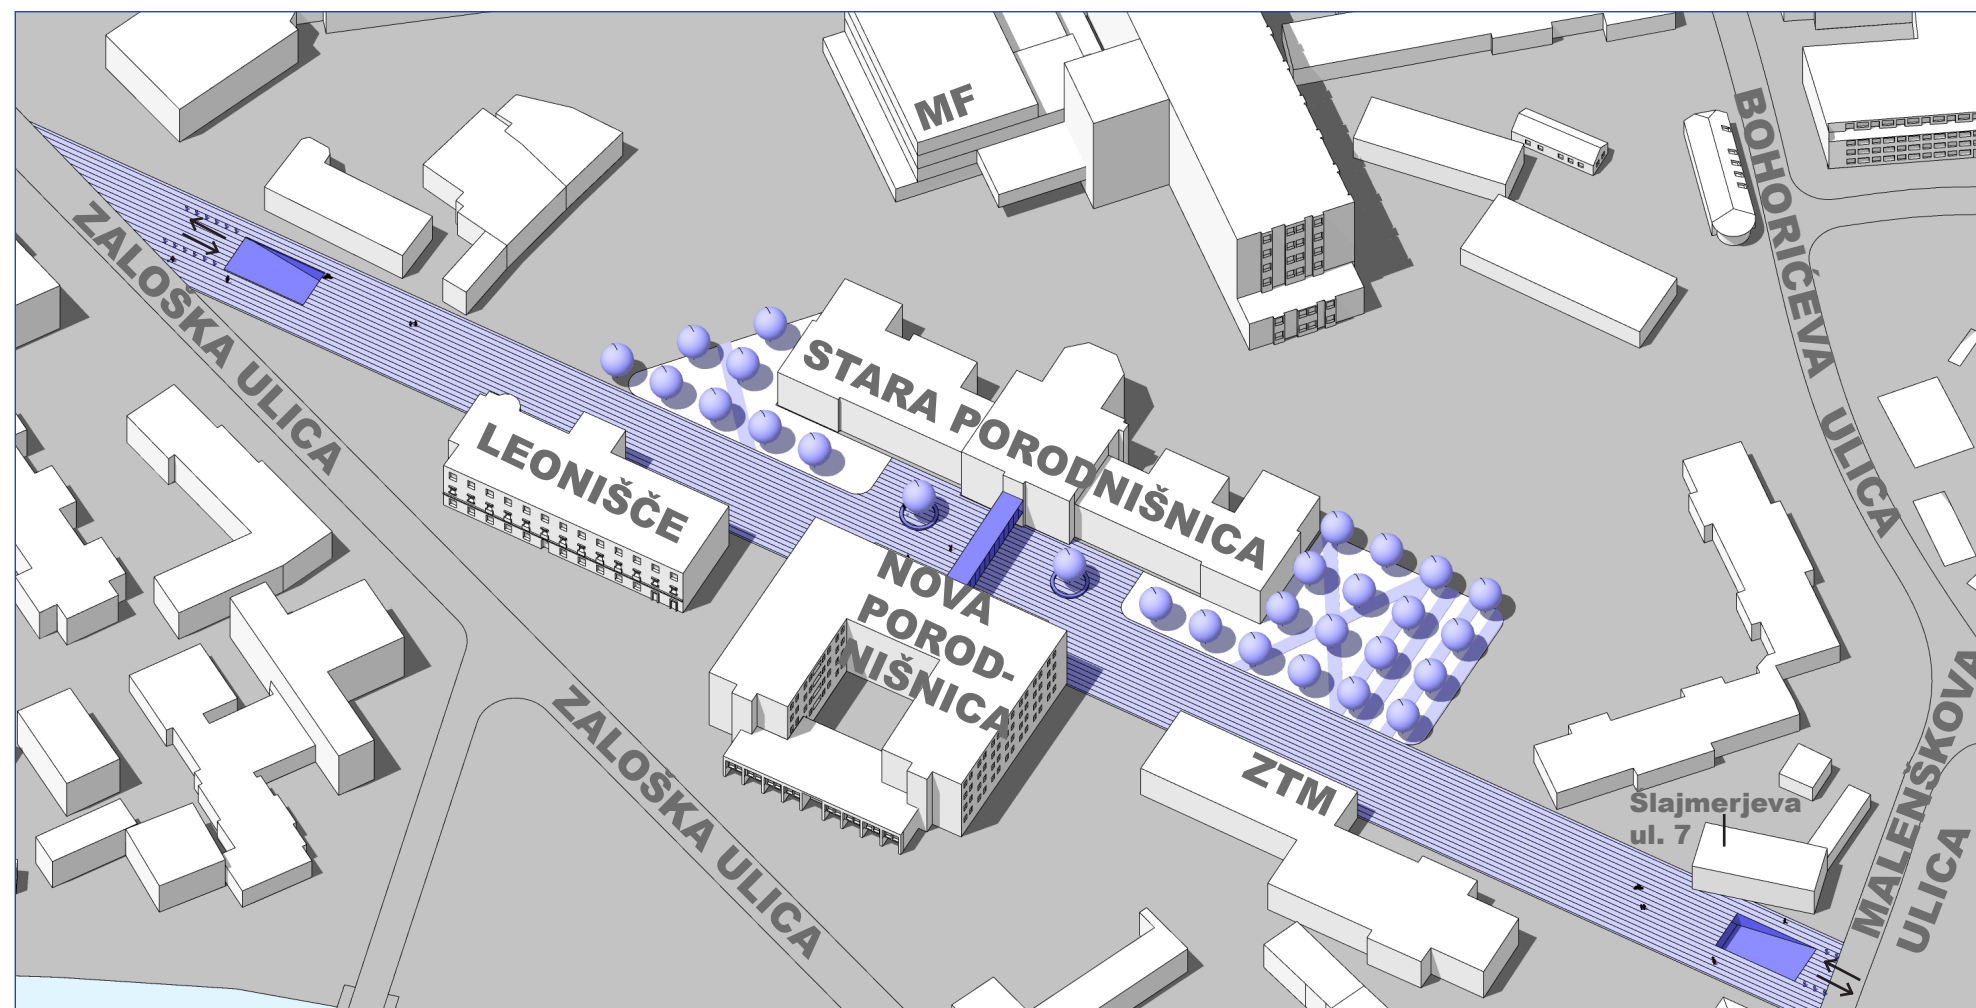 MF
BOHORIĆEVA ULICA
ZALOŠKA ULICA
STARA PORODNIŠNICA
LEONIŠČE
NOVA
POROD-
NIŠNICA
ZALOŠKA ULICA
ZTM
Šlajmerjeva
ul. 7
MALENŠKOVA
ULICA